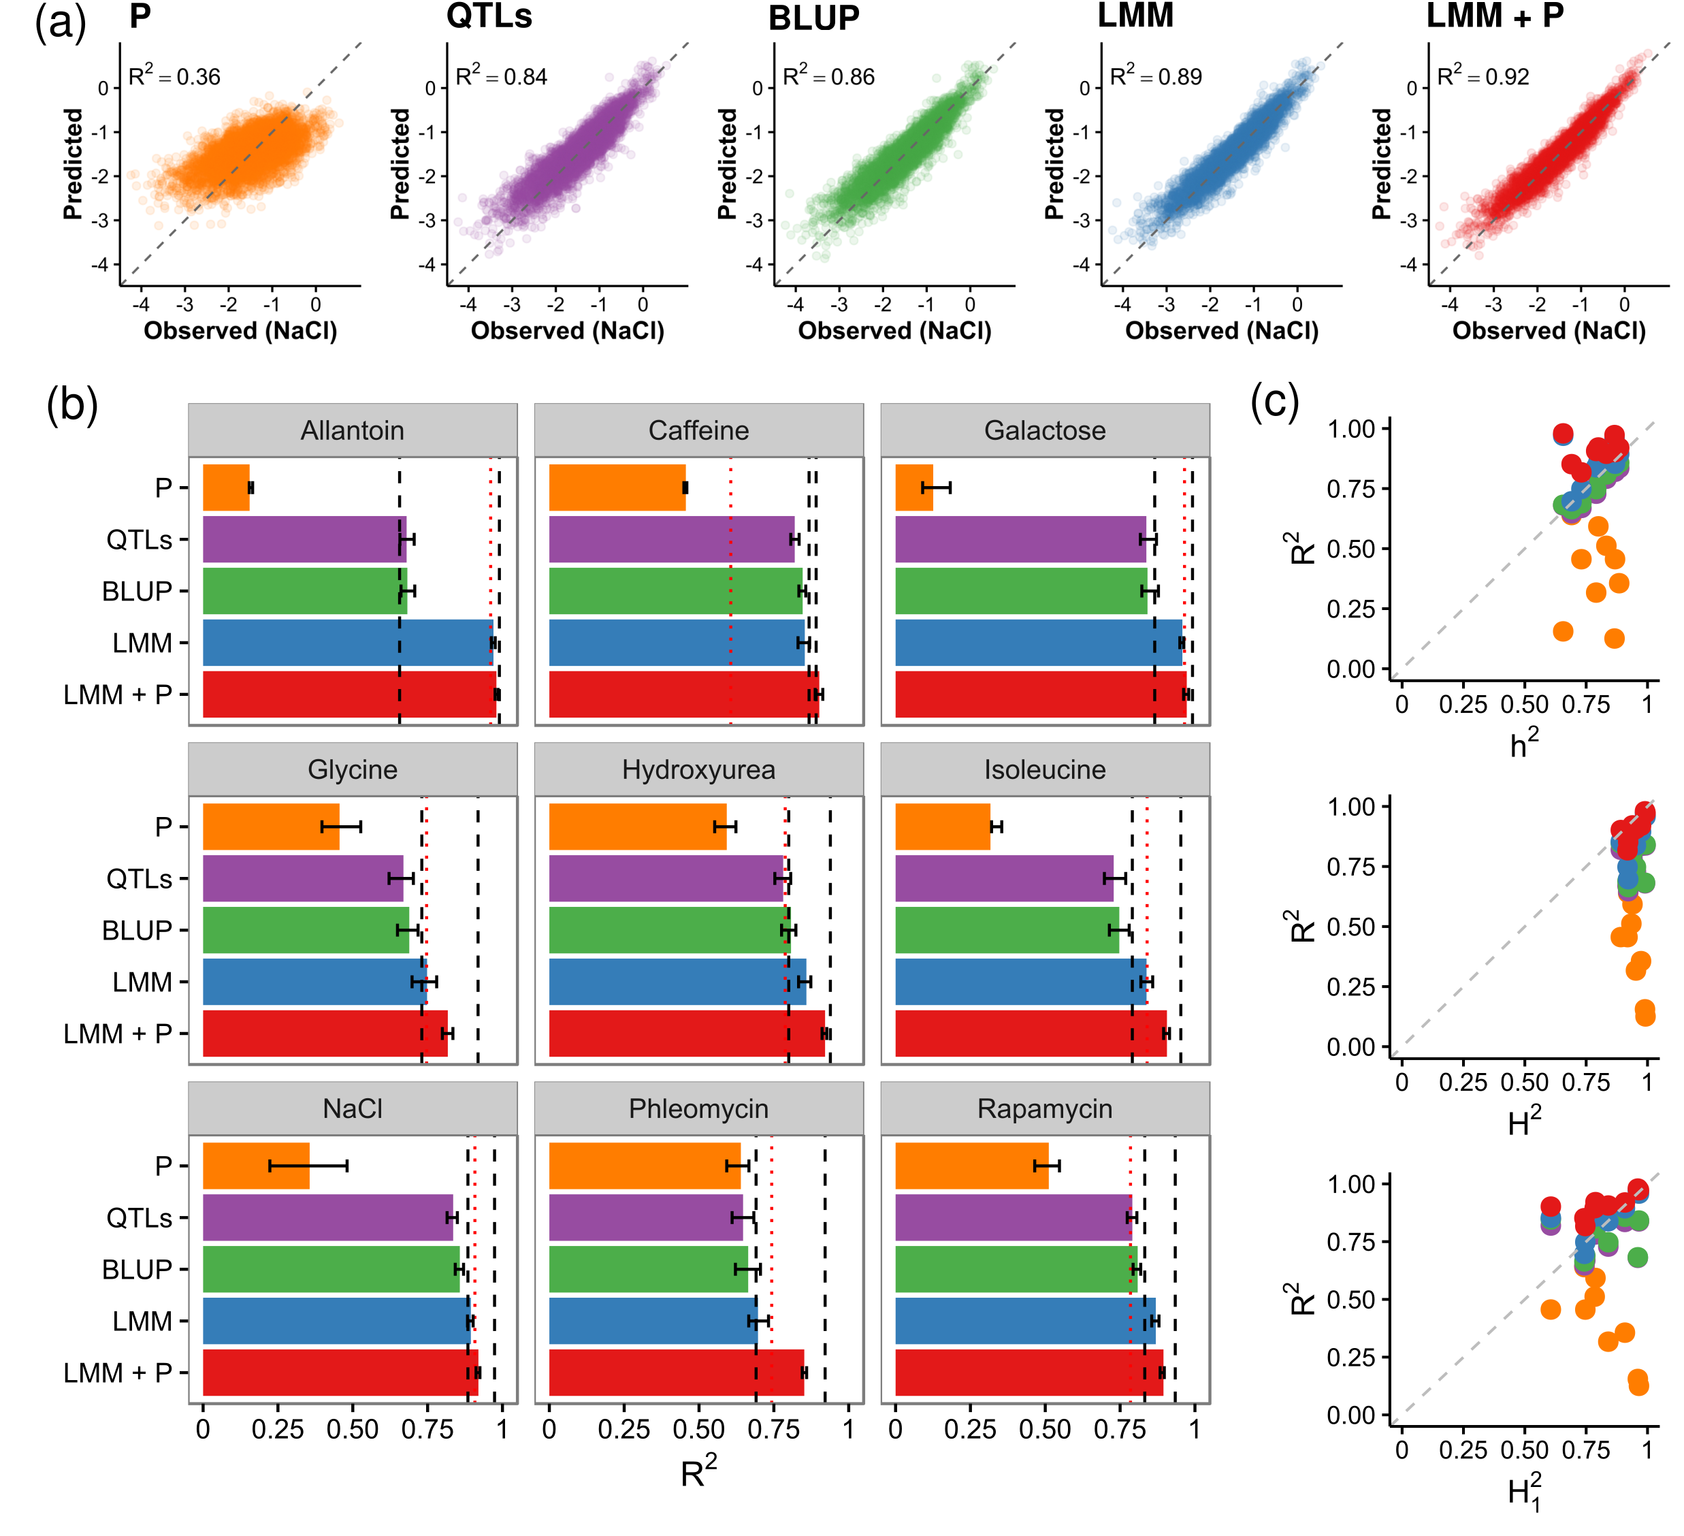 (a)
P QTLs BLUP LMM LMM + P
R² = 0.36 R² = 0.84 R² = 0.86 R² = 0.89 R² = 0.92
Predicted Predicted Predicted Predicted Predicted
0 0 0 0 0
-1 -1 -1 -1 -1
-2 -2 -2 -2 -2
-3 -3 -3 -3 -3
-4 -4 -4 -4 -4
-4 -3 -2 -1 0 -4 -3 -2 -1 0 -4 -3 -2 -1 0 -4 -3 -2 -1 0 -4 -3 -2 -1 0
Observed (NaCl) Observed (NaCl) Observed (NaCl) Observed (NaCl) Observed (NaCl)
(b)
Allantoin Caffeine Galactose
P
QTLs
BLUP
LMM
LMM + P
Glycine Hydroxyurea Isoleucine
P
QTLs
BLUP
LMM
LMM + P
NaCl Phleomycin Rapamycin
P
QTLs
BLUP
LMM
LMM + P
0 0.25 0.50 0.75 1 0 0.25 0.50 0.75 1 0 0.25 0.50 0.75 1
R²
(c)
R²
1.00
0.75
0.50
0.25
0.00
0 0.25 0.50 0.75 1
h²
R²
1.00
0.75
0.50
0.25
0.00
0 0.25 0.50 0.75 1
H²
R²
1.00
0.75
0.50
0.25
0.00
0 0.25 0.50 0.75 1
H₁²